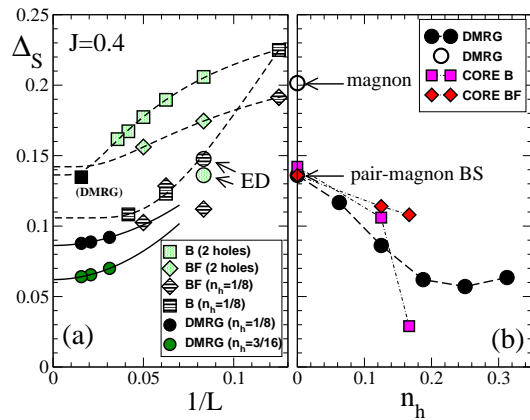 Δ_S
J=0.4
0.25
0.2
0.15
0.1
0.05
0
0
0.05
0.1
1/L
(DMRG)
ED
B (2 holes)
BF (2 holes)
BF (n_h=1/8)
B (n_h=1/8)
DMRG (n_h=1/8)
DMRG (n_h=3/16)
(a)
DMRG
DMRG
CORE B
CORE BF
magnon
pair-magnon BS
(b)
0
0.1
0.2
0.3
n_h